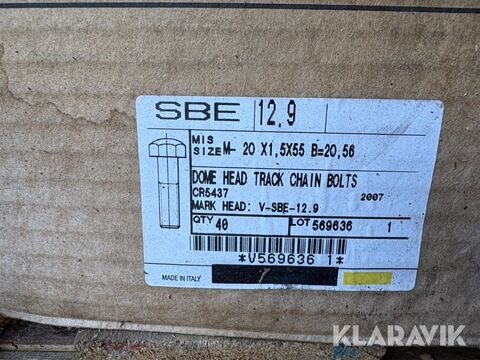 SBE 12.9
MIS
SIZE M- 20 X1,5X55 B=20,56
DOME HEAD TRACK CHAIN BOLTS
CR5437 2007
MARK HEAD: V-SBE-12.9
QTY 40 LOT 569636 1
*V569636 1*
MADE IN ITALY
KLARAVIK